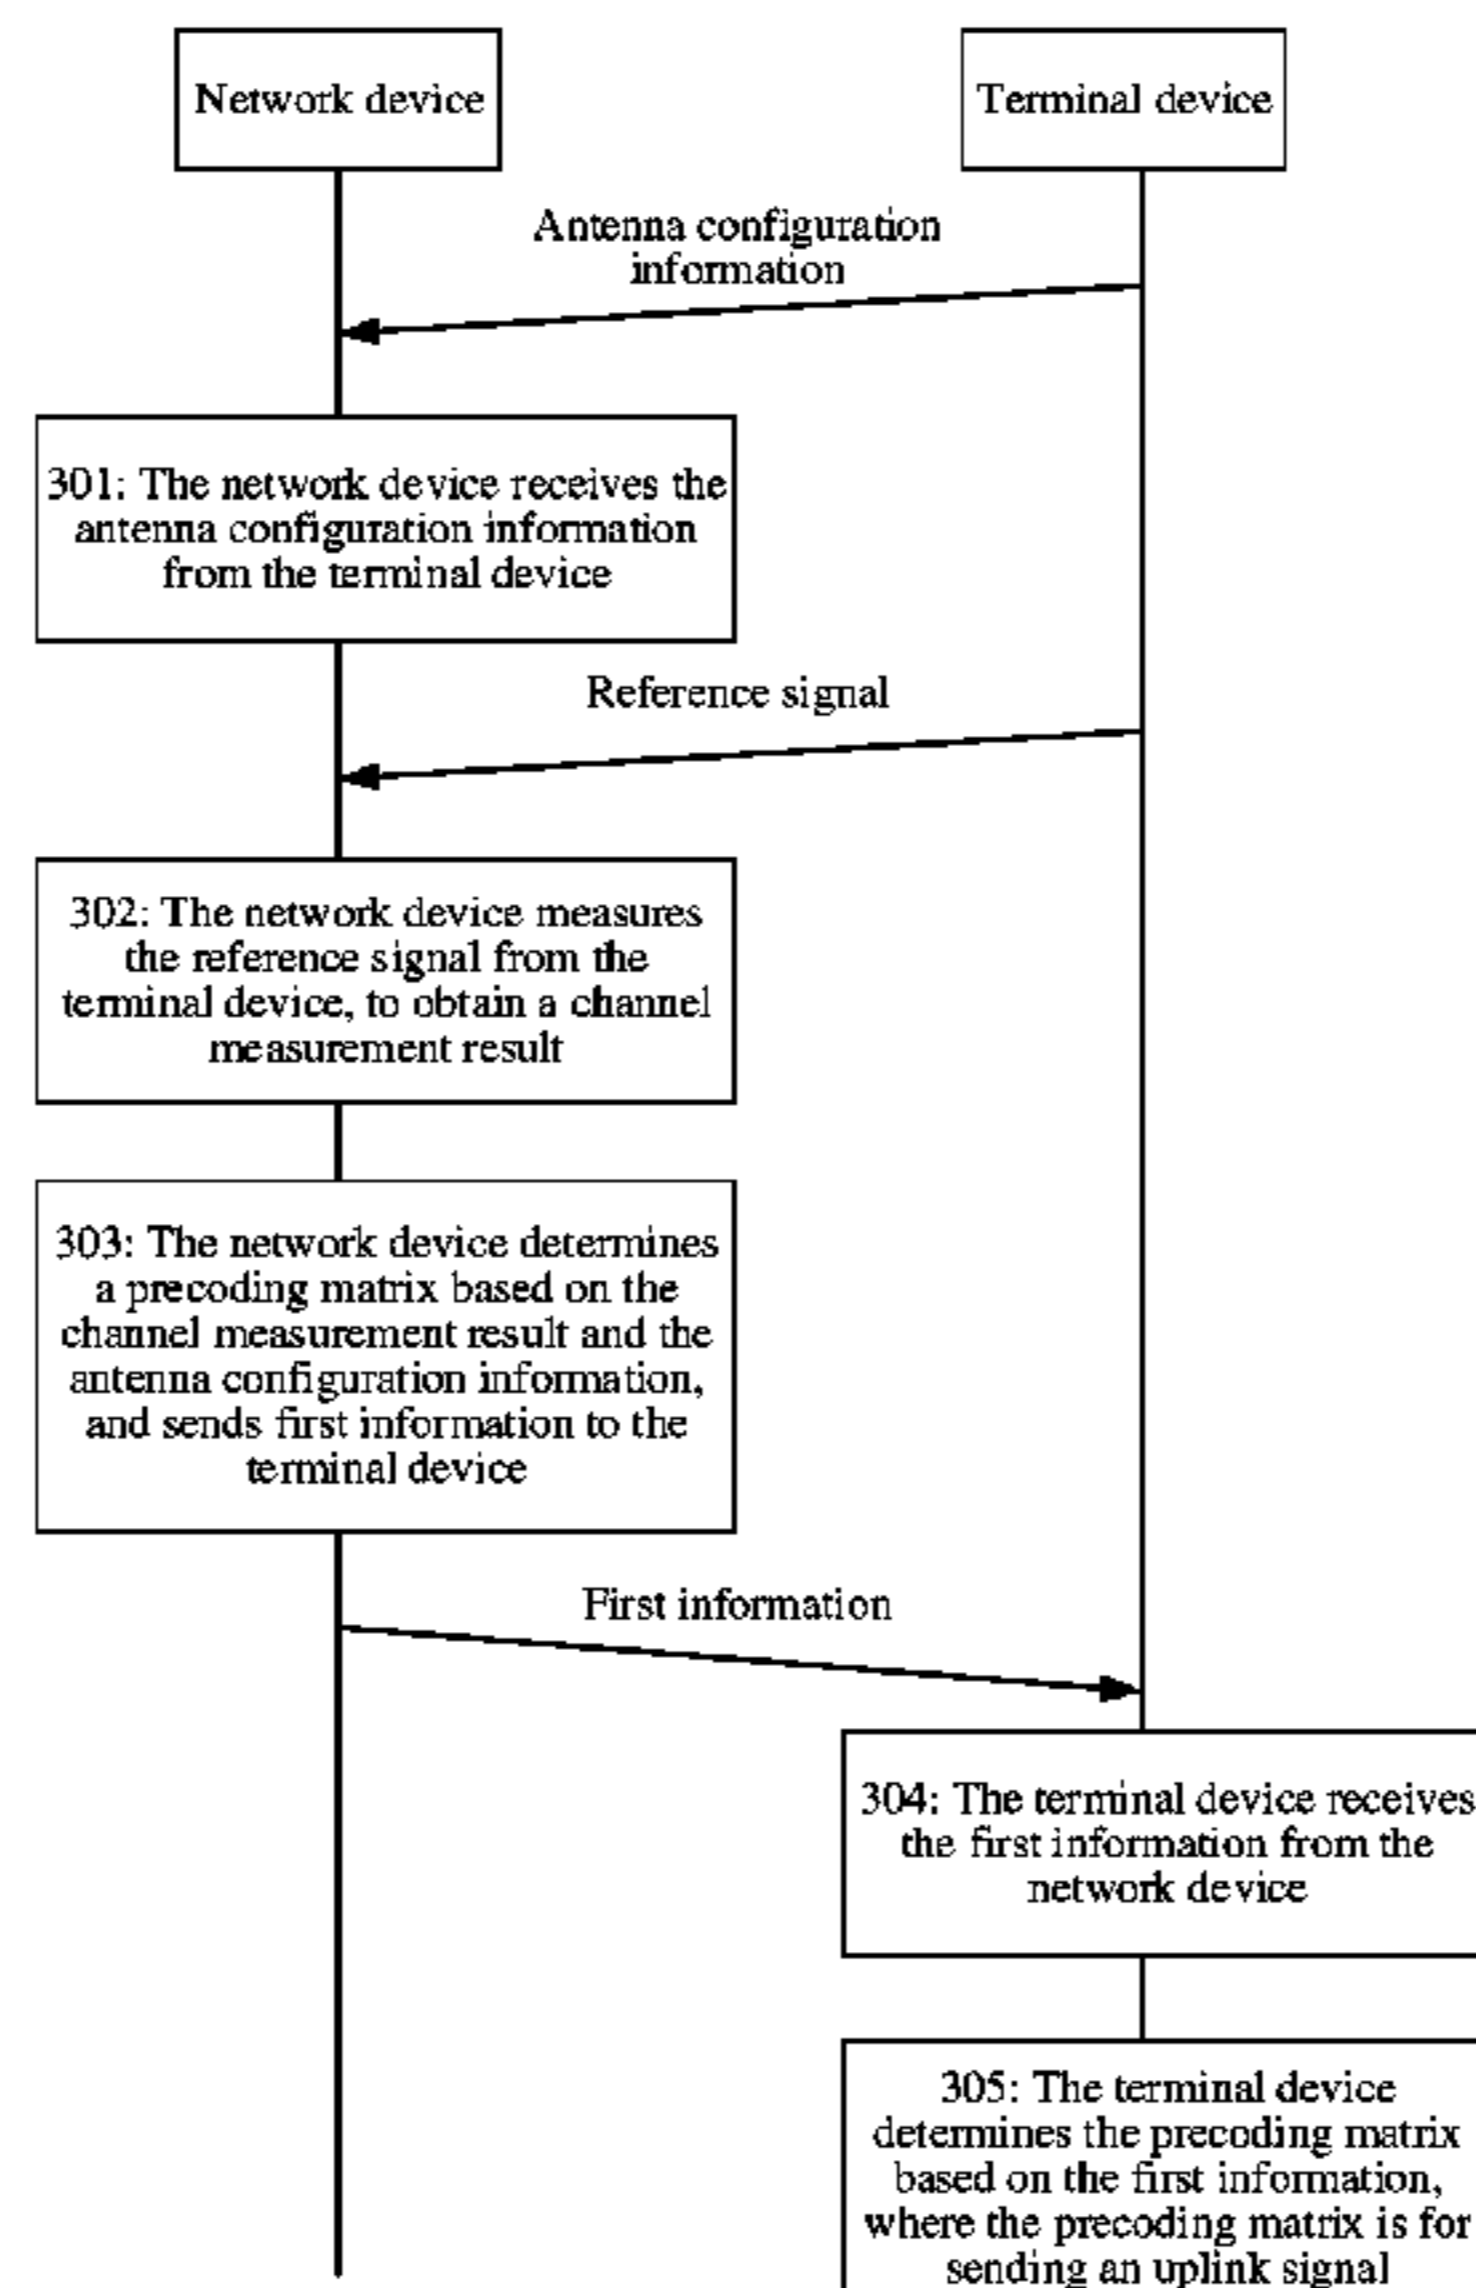 Network device
Terminal device
Antenna configuration
information
301: The network device receives the
antenna configuration information
from the terminal device
Reference signal
302: The network device measures
the reference signal from the
terminal device, to obtain a channel
measurement result
303: The network device determines
a precoding matrix based on the
channel measurement result and the
antenna configuration information,
and sends first information to the
terminal device
First information
304: The terminal device receives
the first information from the
network device
305: The terminal device
determines the precoding matrix
based on the first information,
where the precoding matrix is for
sending an uplink signal